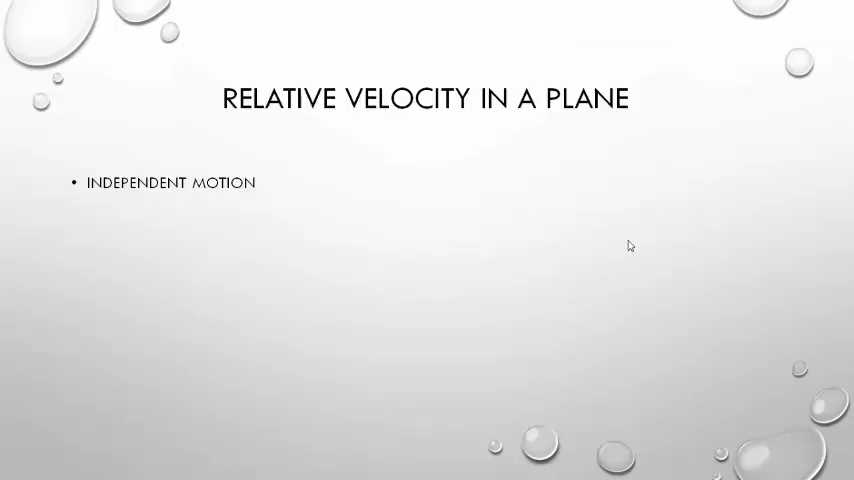 RELATIVE VELOCITY IN A PLANE
• INDEPENDENT MOTION